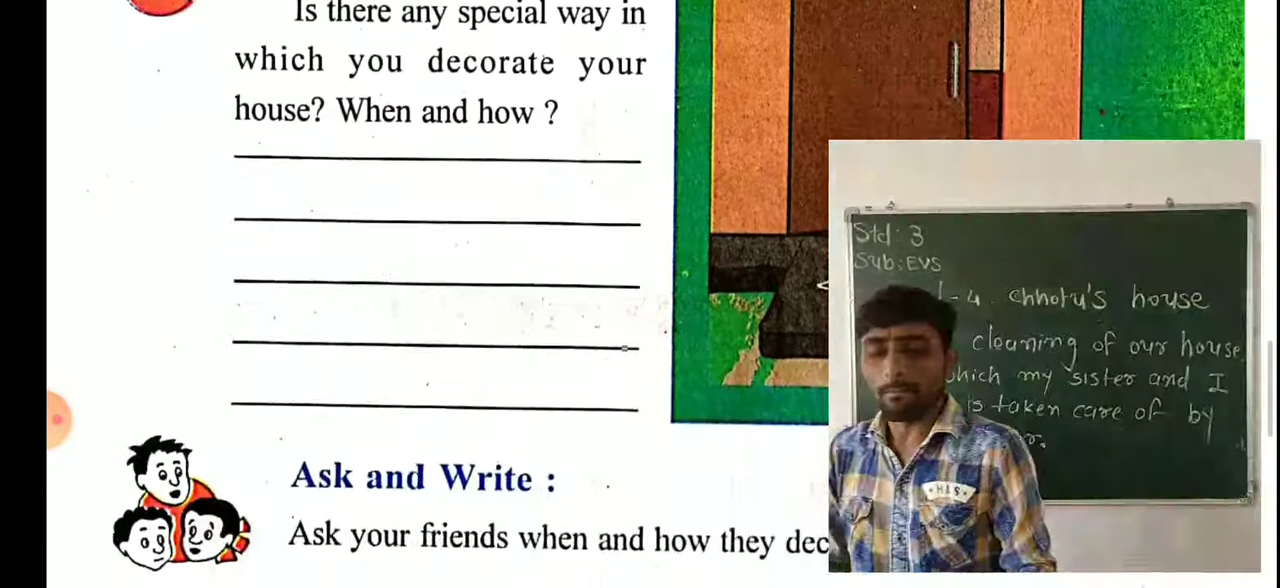 Is there any special way in
which you decorate your
house? When and how ?
Ask and Write :
Ask your friends when and how they dec
Std : 3
Sub : EVS
- 4. Chhotu's house
cleaning of our house
which my sister and I
is taken care of by
HAS